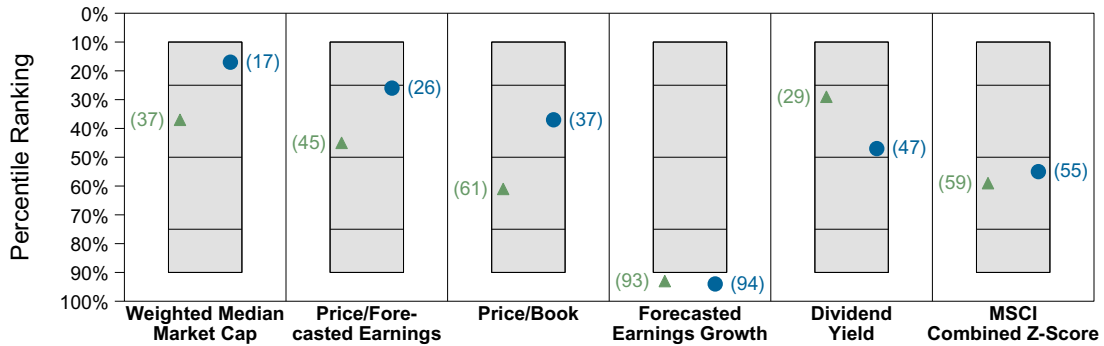 Percentile Ranking
0%
10%
20%
30%
40%
50%
60%
70%
80%
90%
100%
(37)
(17)
(45)
(26)
(61)
(37)
(93)
(94)
(29)
(47)
(59)
(55)
Weighted Median
Market Cap
Price/Fore-
casted Earnings
Price/Book
Forecasted
Earnings Growth
Dividend
Yield
MSCI
Combined Z-Score